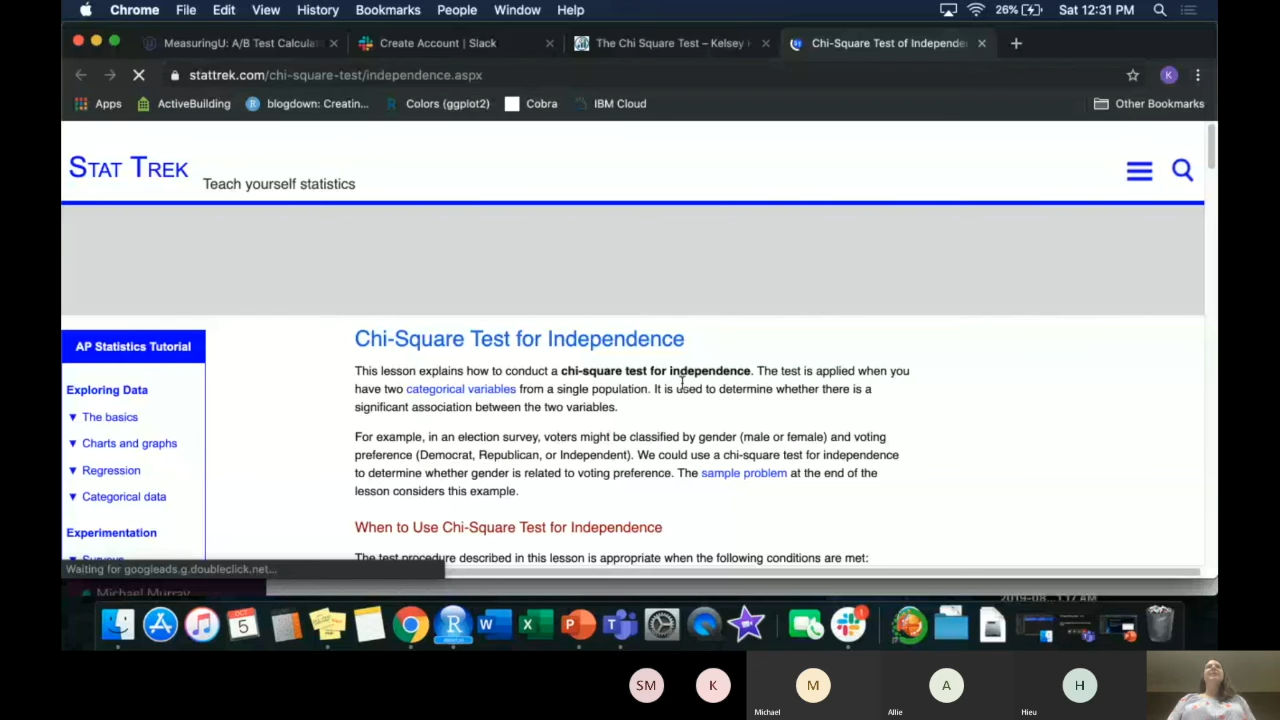 Chrome File Edit View History Bookmarks People Window Help 26% Sat 12:31 PM
MeasuringU: A/B Test Calculat Create Account | Slack The Chi Square Test – Kelsey Chi-Square Test of Independe
stattrek.com/chi-square-test/independence.aspx K
Apps ActiveBuilding blogdown: Creatin... Colors (ggplot2) Cobra IBM Cloud Other Bookmarks
STAT TREK Teach yourself statistics
AP Statistics Tutorial
Exploring Data
The basics
Charts and graphs
Regression
Categorical data
Experimentation
Surveys
Chi-Square Test for Independence
This lesson explains how to conduct a chi-square test for independence. The test is applied when you
have two categorical variables from a single population. It is used to determine whether there is a
significant association between the two variables.
For example, in an election survey, voters might be classified by gender (male or female) and voting
preference (Democrat, Republican, or Independent). We could use a chi-square test for independence
to determine whether gender is related to voting preference. The sample problem at the end of the
lesson considers this example.
When to Use Chi-Square Test for Independence
The test procedure described in this lesson is appropriate when the following conditions are met:
Waiting for googleads.g.doubleclick.net...
Michael Murray
OCT 5 R W X P T 1
SM K M A H
Michael Allie Hieu